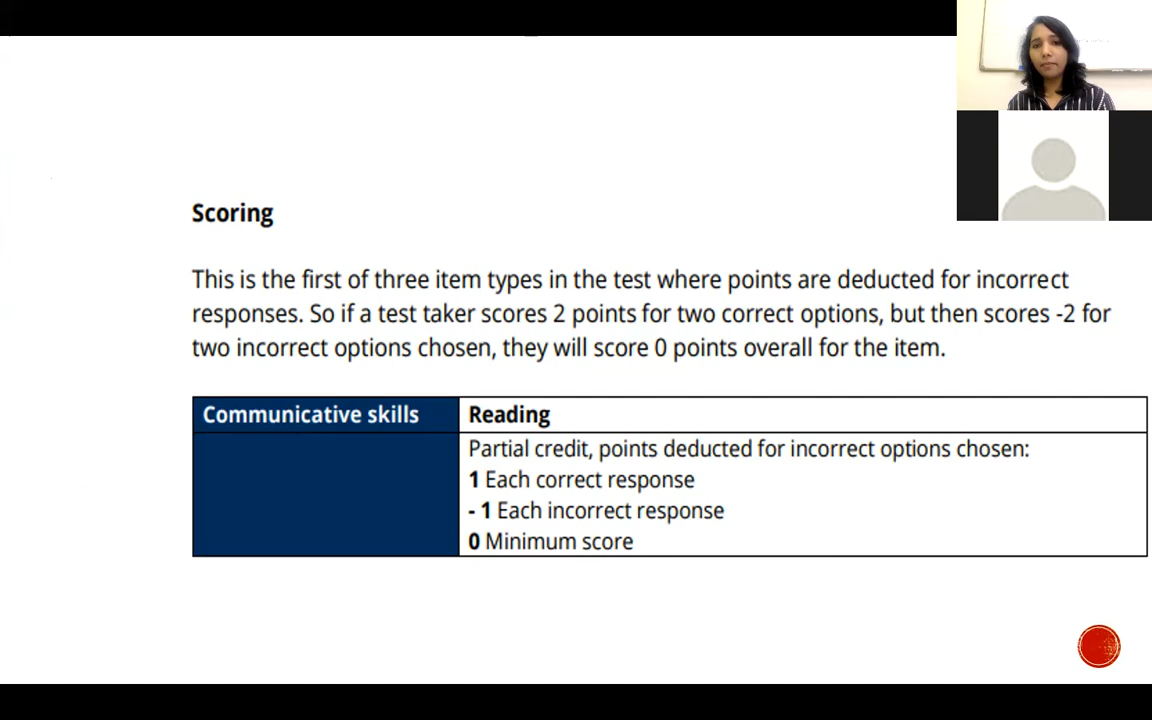 Scoring
This is the first of three item types in the test where points are deducted for incorrect
responses. So if a test taker scores 2 points for two correct options, but then scores -2 for
two incorrect options chosen, they will score 0 points overall for the item.
Communicative skills Reading
Partial credit, points deducted for incorrect options chosen:
1 Each correct response
- 1 Each incorrect response
0 Minimum score